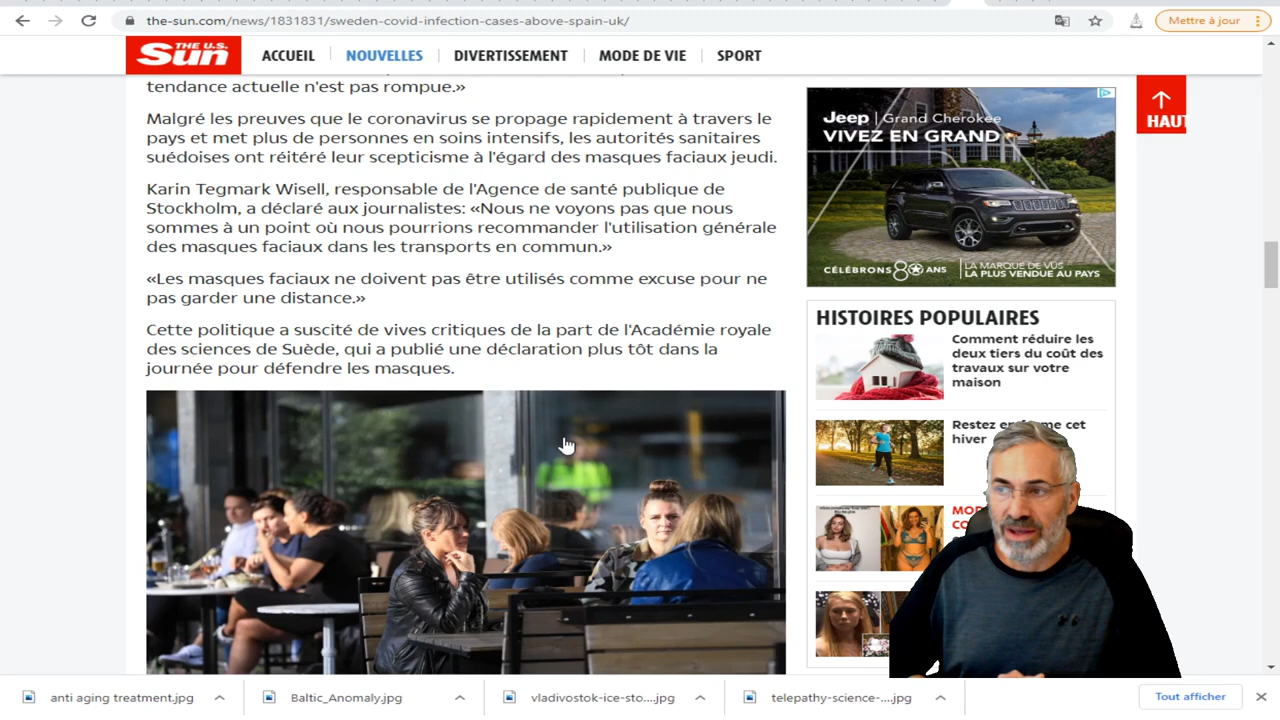 the-sun.com/news/1831831/sweden-covid-infection-cases-above-spain-uk/
Mettre à jour
THE U.S. Sun
ACCUEIL NOUVELLES DIVERTISSEMENT MODE DE VIE SPORT
tendance actuelle n'est pas rompue.»
Malgré les preuves que le coronavirus se propage rapidement à travers le
pays et met plus de personnes en soins intensifs, les autorités sanitaires
suédoises ont réitéré leur scepticisme à l'égard des masques faciaux jeudi.
Karin Tegmark Wisell, responsable de l'Agence de santé publique de
Stockholm, a déclaré aux journalistes: «Nous ne voyons pas que nous
sommes à un point où nous pourrions recommander l'utilisation générale
des masques faciaux dans les transports en commun.»
«Les masques faciaux ne doivent pas être utilisés comme excuse pour ne
pas garder une distance.»
Cette politique a suscité de vives critiques de la part de l'Académie royale
des sciences de Suède, qui a publié une déclaration plus tôt dans la
journée pour défendre les masques.
Jeep | Grand Cherokee
VIVEZ EN GRAND
CÉLÉBRONS 80 ANS
LA MARQUE DE VUS
LA PLUS VENDUE AU PAYS
HAUT
HISTOIRES POPULAIRES
Comment réduire les
deux tiers du coût des
travaux sur votre
maison
Restez cet
hiver
anti aging treatment.jpg
Baltic_Anomaly.jpg
vladivostok-ice-sto....jpg
telepathy-science-....jpg
Tout afficher